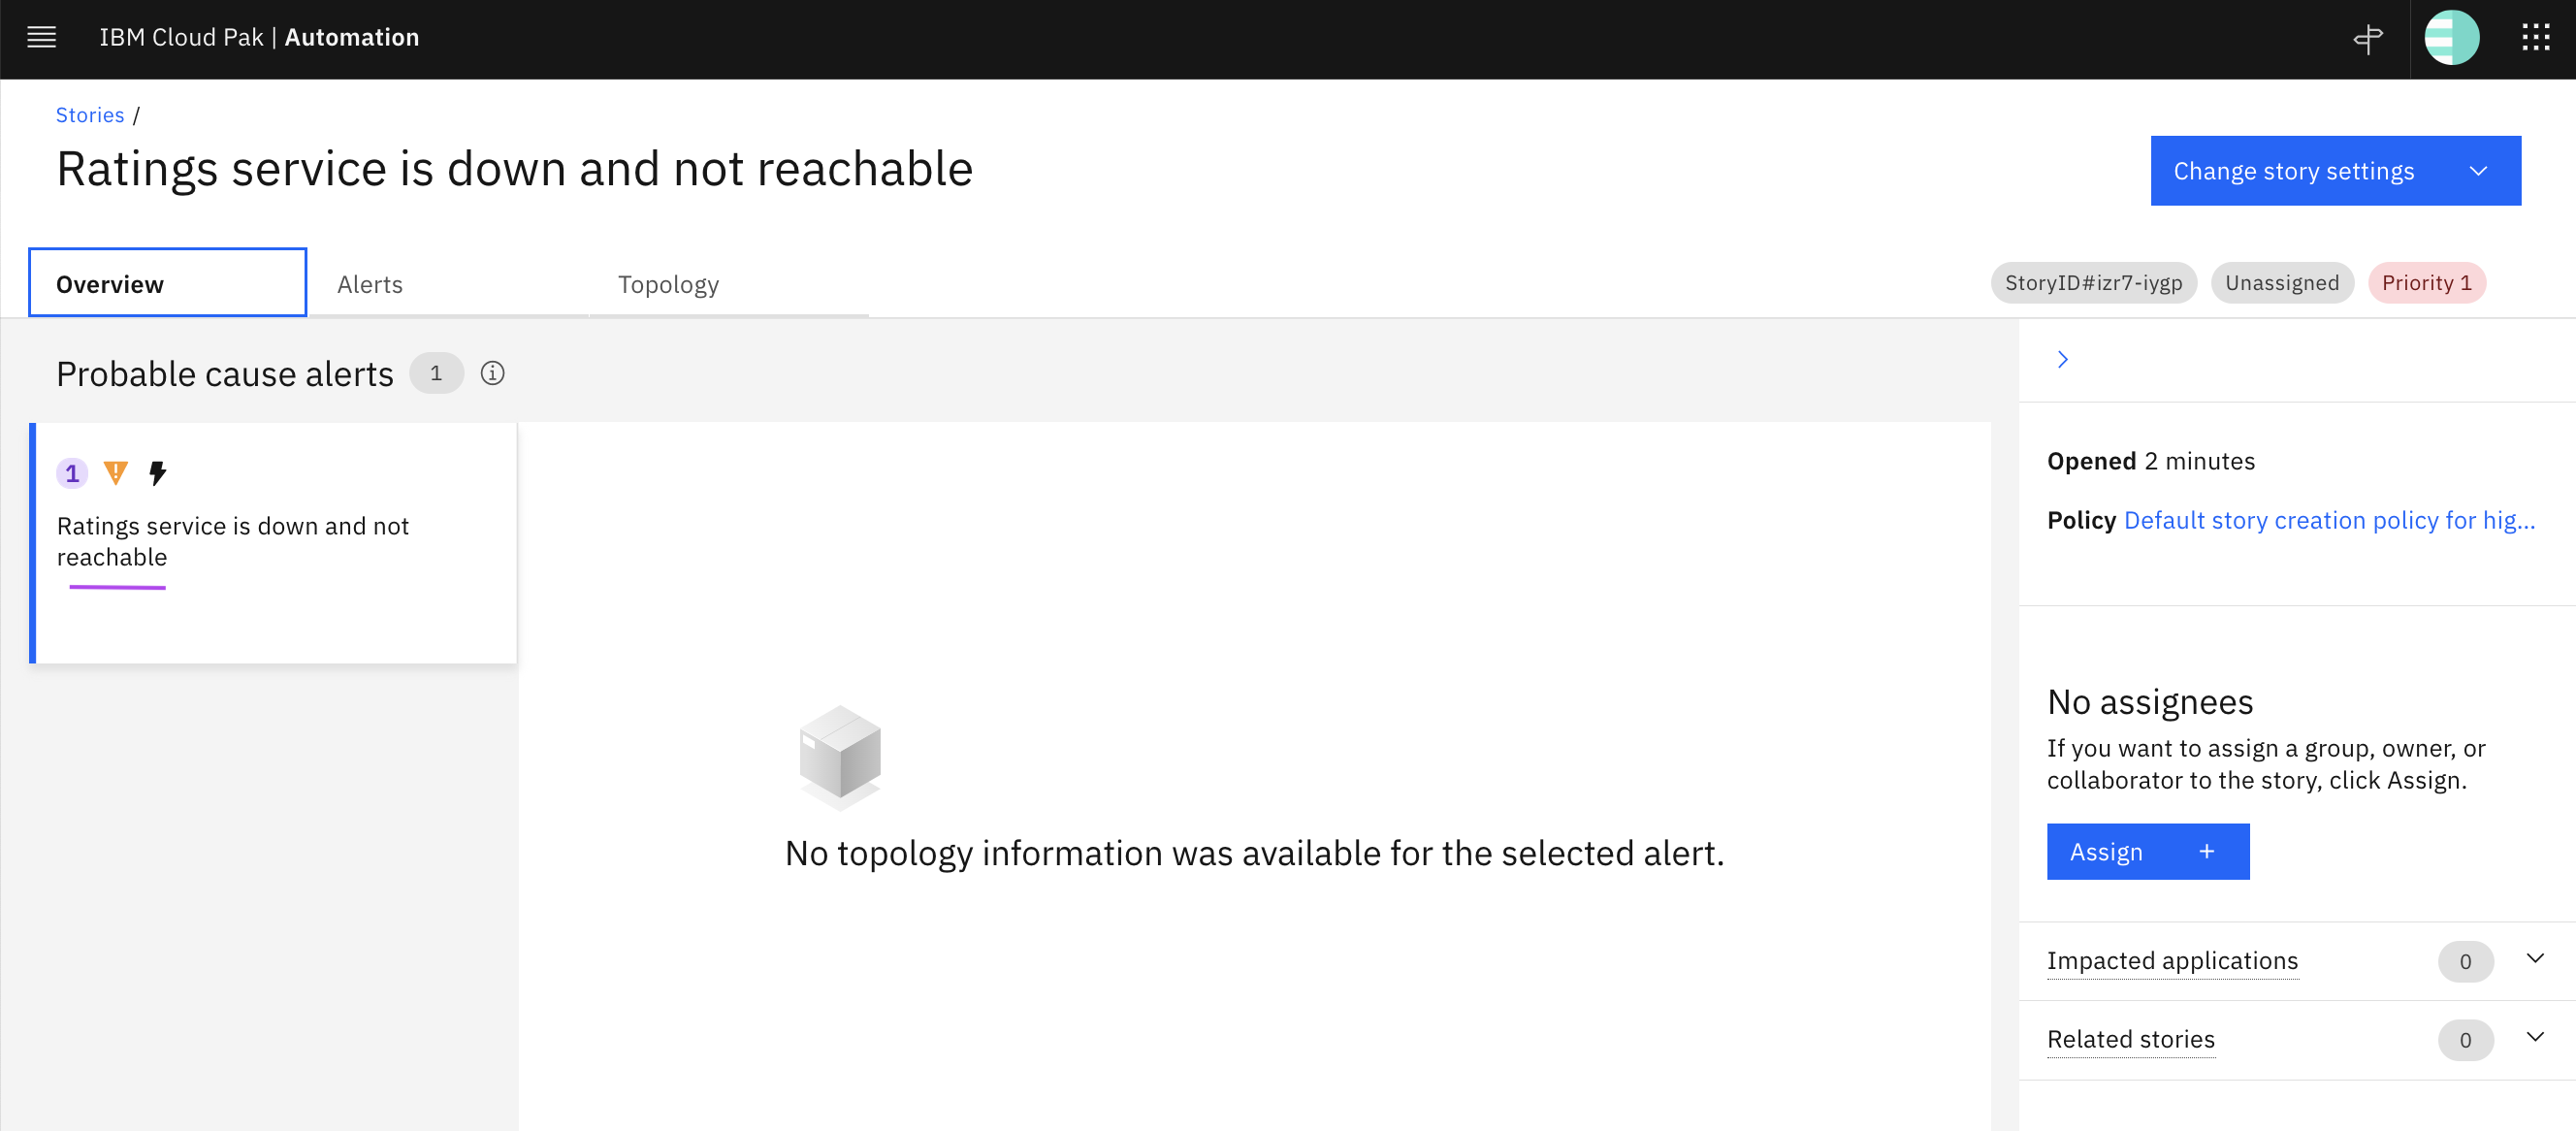 IBM Cloud Pak | Automation
Stories /
Ratings service is down and not reachable
Change story settings
Overview
Alerts
Topology
StoryID#izr7-iygp
Unassigned
Priority 1
Probable cause alerts 1
1
Ratings service is down and not
reachable
No topology information was available for the selected alert.
Opened 2 minutes
Policy Default story creation policy for hig...
No assignees
If you want to assign a group, owner, or
collaborator to the story, click Assign.
Assign +
Impacted applications 0
Related stories 0